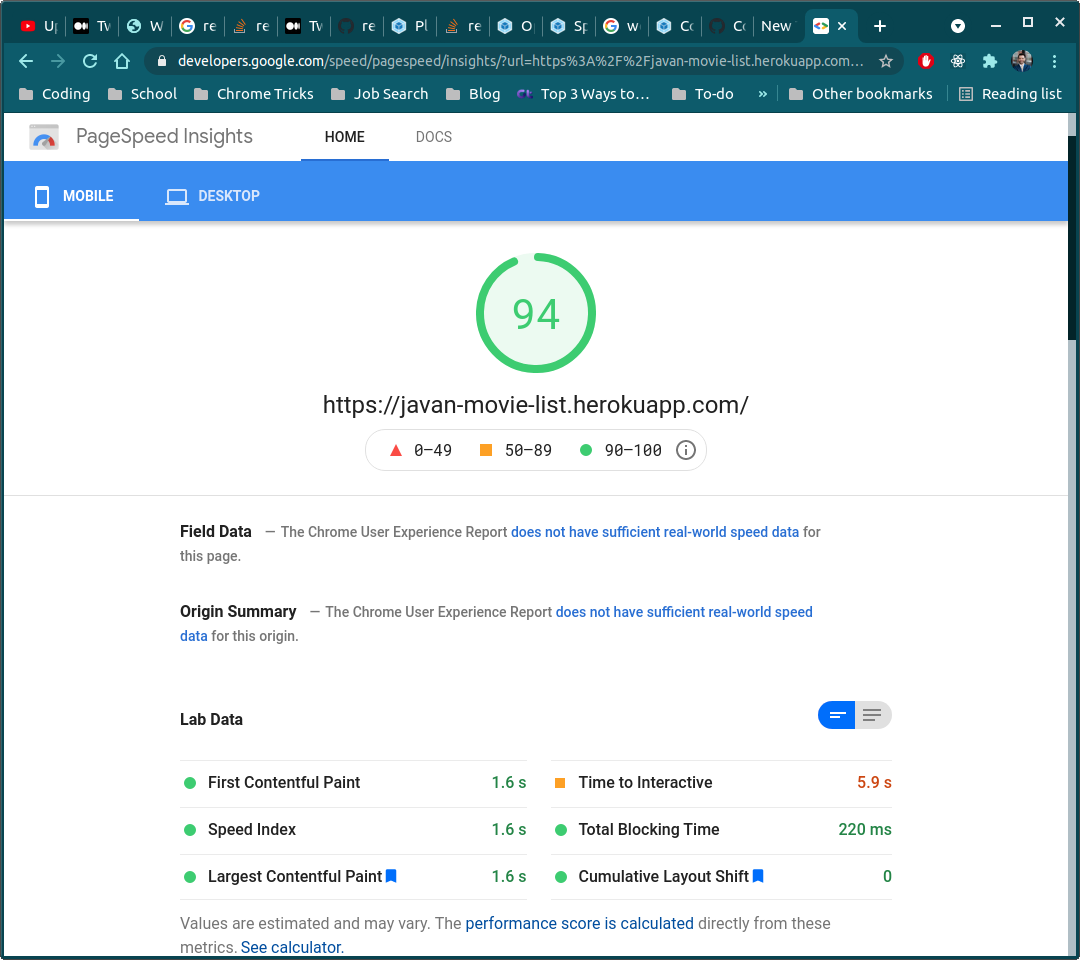 Up
Tw
W
re
re
Tw
re
Pl
re
O
Sp
w
Co
Co
New
developers.google.com/speed/pagespeed/insights/?url=https%3A%2F%2Fjavan-movie-list.herokuapp.com...
Coding
School
Chrome Tricks
Job Search
Blog
Top 3 Ways to...
To-do
»
Other bookmarks
Reading list
PageSpeed Insights
HOME
DOCS
MOBILE
DESKTOP
94
https://javan-movie-list.herokuapp.com/
0–49
50–89
90–100
Field Data — The Chrome User Experience Report does not have sufficient real-world speed data for
this page.
Origin Summary — The Chrome User Experience Report does not have sufficient real-world speed
data for this origin.
Lab Data
First Contentful Paint 1.6 s
Time to Interactive 5.9 s
Speed Index 1.6 s
Total Blocking Time 220 ms
Largest Contentful Paint 1.6 s
Cumulative Layout Shift 0
Values are estimated and may vary. The performance score is calculated directly from these
metrics. See calculator.